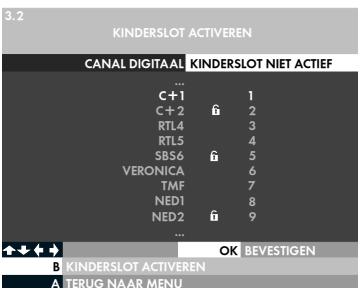 3.2
KINDERSLOT ACTIVEREN
CANAL DIGITAAL KINDERSLOT NIET ACTIEF
...
C+1 1
C+2 2
RTL4 3
RTL5 4
SBS6 5
VERONICA 6
TMF 7
NED1 8
NED2 9
...
OK BEVESTIGEN
B KINDERSLOT ACTIVEREN
A TERUG NAAR MENU